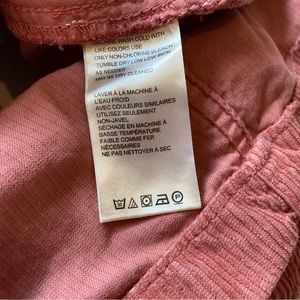 MACHINE WASH COLD WITH
LIKE COLORS USE
ONLY NON-CHLORINE BLEACH
TUMBLE DRY LOW LOW IRON
AS NEEDED
MAY BE DRY CLEANED
LAVER À LA MACHINE À
L'EAU FROID
AVEC COULEURS SIMILAIRES
UTILISEZ SEULEMENT
NON-JAVEL
SÉCHAGE EN MACHINE À
BASSE TEMPÉRATURE
FAIBLE COMME FER
NÉCESSAIRES
NE PAS NETTOYER À SEC